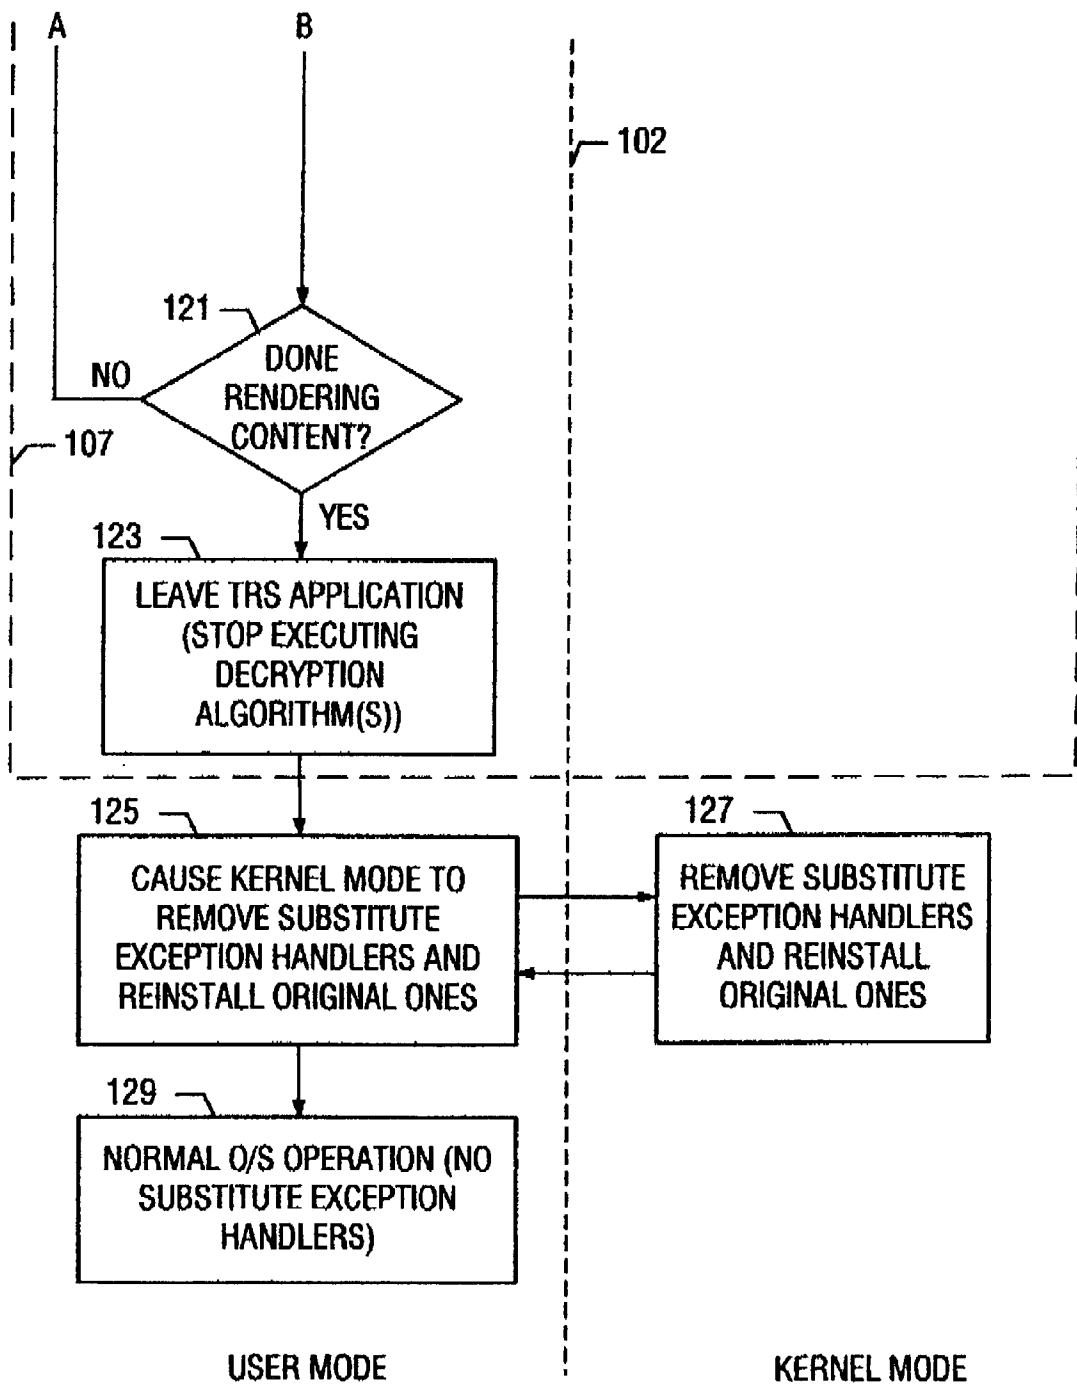 A
B
102
121
DONE
RENDERING
CONTENT?
NO
107
YES
123
LEAVE TRS APPLICATION
(STOP EXECUTING
DECRYPTION
ALGORITHM(S))
125
CAUSE KERNEL MODE TO
REMOVE SUBSTITUTE
EXCEPTION HANDLERS AND
REINSTALL ORIGINAL ONES
127
REMOVE SUBSTITUTE
EXCEPTION HANDLERS
AND REINSTALL
ORIGINAL ONES
129
NORMAL O/S OPERATION (NO
SUBSTITUTE EXCEPTION
HANDLERS)
USER MODE
KERNEL MODE